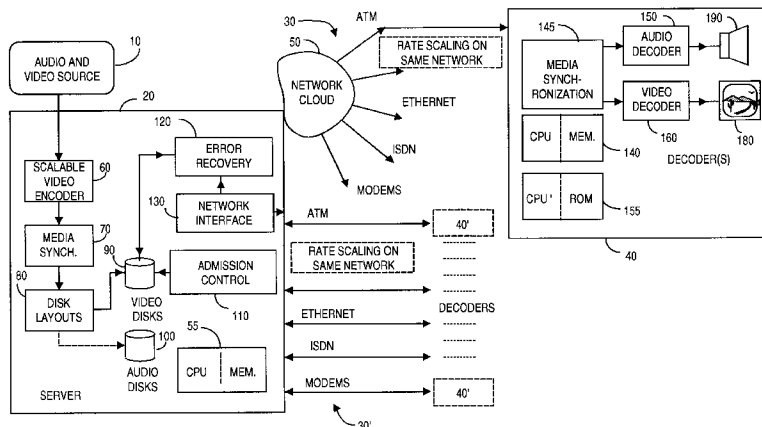 10
AUDIO AND
VIDEO SOURCE
20
SCALABLE
VIDEO
ENCODER
60
MEDIA
SYNCH.
70
80
DISK
LAYOUTS
90
VIDEO
DISKS
100
AUDIO
DISKS
SERVER
120
ERROR
RECOVERY
130
NETWORK
INTERFACE
ADMISSION
CONTROL
110
55
CPU
MEM.
30
50
NETWORK
CLOUD
ATM
RATE SCALING ON
SAME NETWORK
ETHERNET
ISDN
MODEMS
ATM
40'
RATE SCALING ON
SAME NETWORK
DECODERS
ETHERNET
ISDN
MODEMS
40'
30'
145
MEDIA
SYNCH-
RONIZATION
150
AUDIO
DECODER
190
VIDEO
DECODER
160
180
CPU
MEM.
140
DECODER(S)
CPU'
ROM
155
40